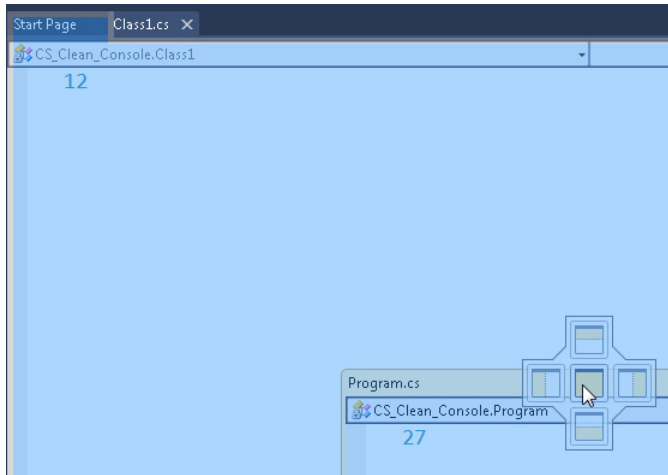 Start Page Class1.cs
CS_Clean_Console.Class1
12
Program.cs
CS_Clean_Console.Program
27